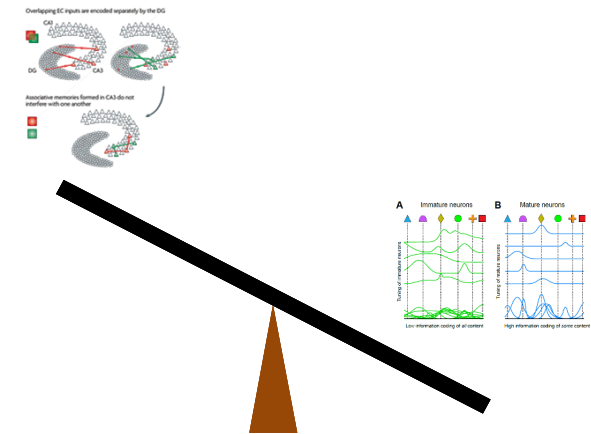 Overlapping EC inputs are encoded separately by the DG
CA1
DG
CA3
Associative memories formed in CA3 do not
interfere with one another
A
Immature neurons
Tuning of immature neurons
Low information coding of all content
B
Mature neurons
Tuning of mature neurons
High information coding of some content